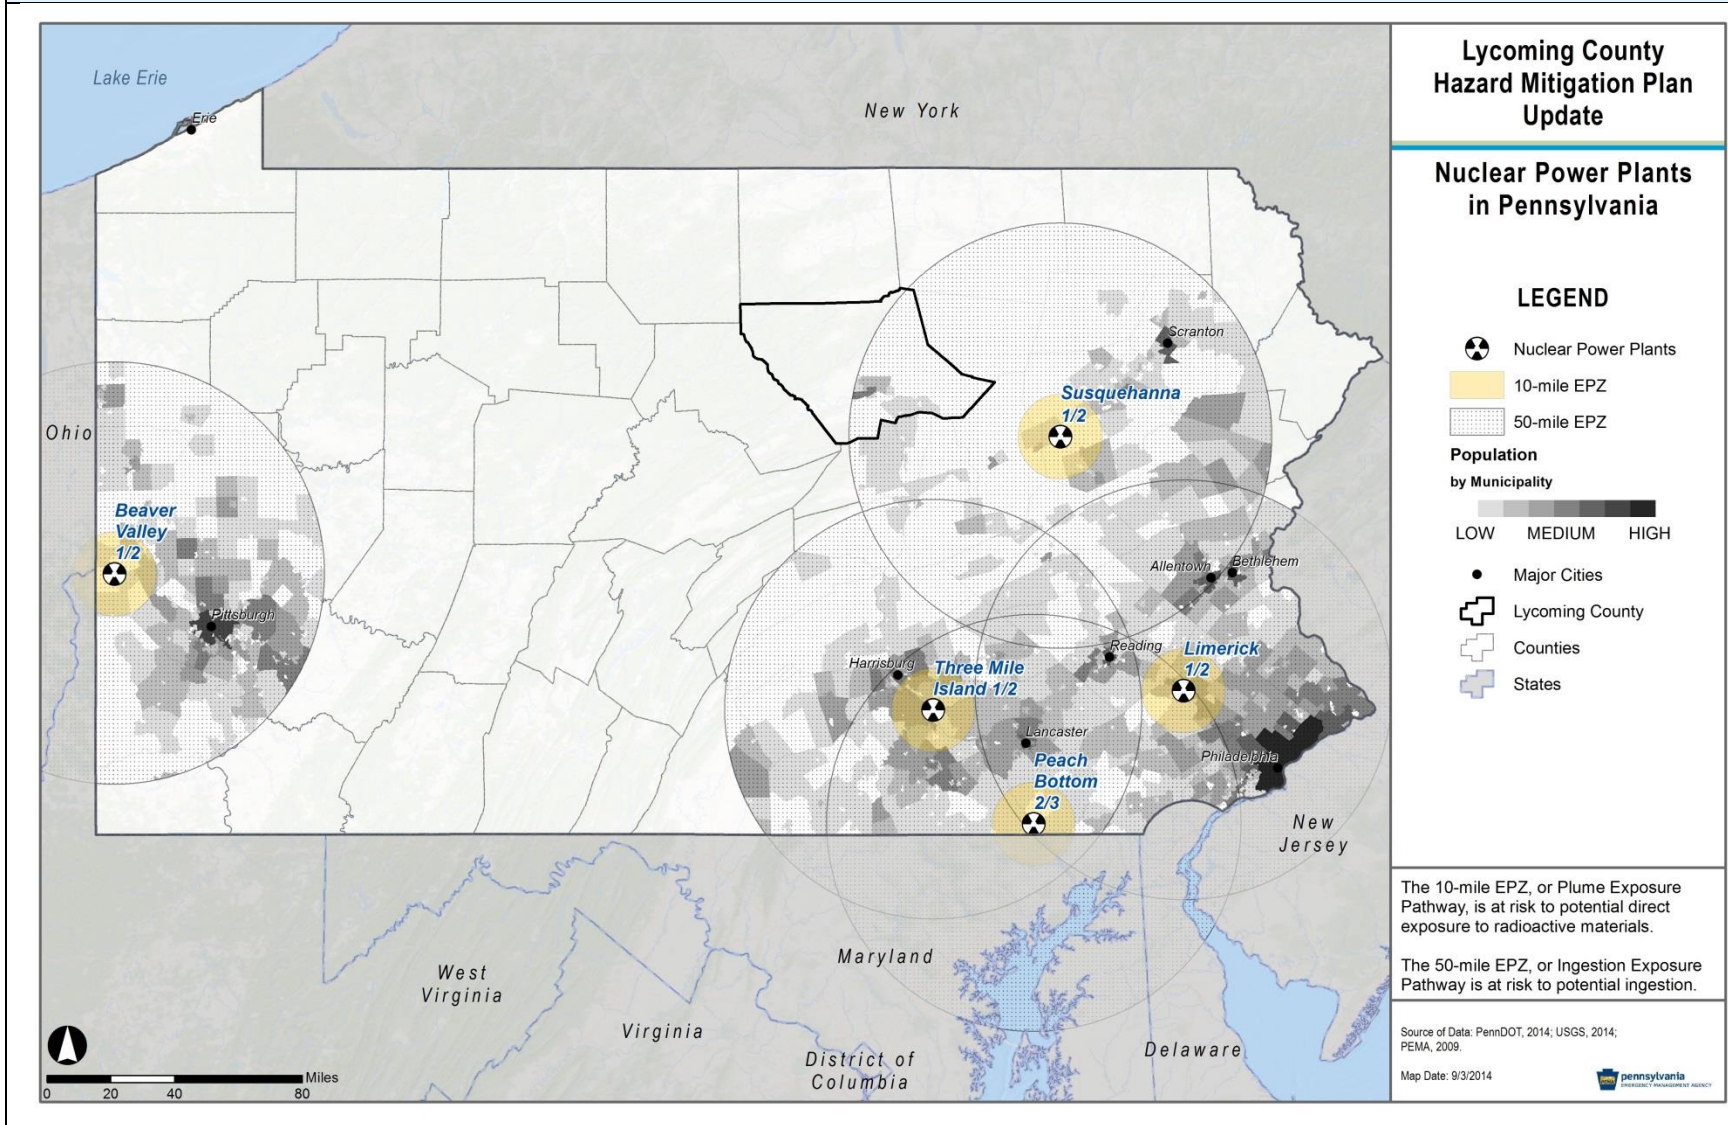 Lake Erie
Erie
New York
Scranton
Susquehanna
1/2
Ohio
Beaver
Valley
1/2
Pittsburgh
Allentown
Bethlehem
Harrisburg
Three Mile
Island 1/2
Reading
Limerick
1/2
Lancaster
Peach
Bottom
2/3
Philadelphia
New
Jersey
Maryland
West
Virginia
Virginia
District of
Columbia
Delaware
Miles
0 20 40 80
Lycoming County
Hazard Mitigation Plan
Update
Nuclear Power Plants
in Pennsylvania
LEGEND
Nuclear Power Plants
10-mile EPZ
50-mile EPZ
Population
by Municipality
LOW MEDIUM HIGH
Major Cities
Lycoming County
Counties
States
The 10-mile EPZ, or Plume Exposure
Pathway, is at risk to potential direct
exposure to radioactive materials.
The 50-mile EPZ, or Ingestion Exposure
Pathway is at risk to potential ingestion.
Source of Data: PennDOT, 2014; USGS, 2014;
PEMA, 2009.
Map Date: 9/3/2014
pennsylvania
EMERGENCY MANAGEMENT AGENCY